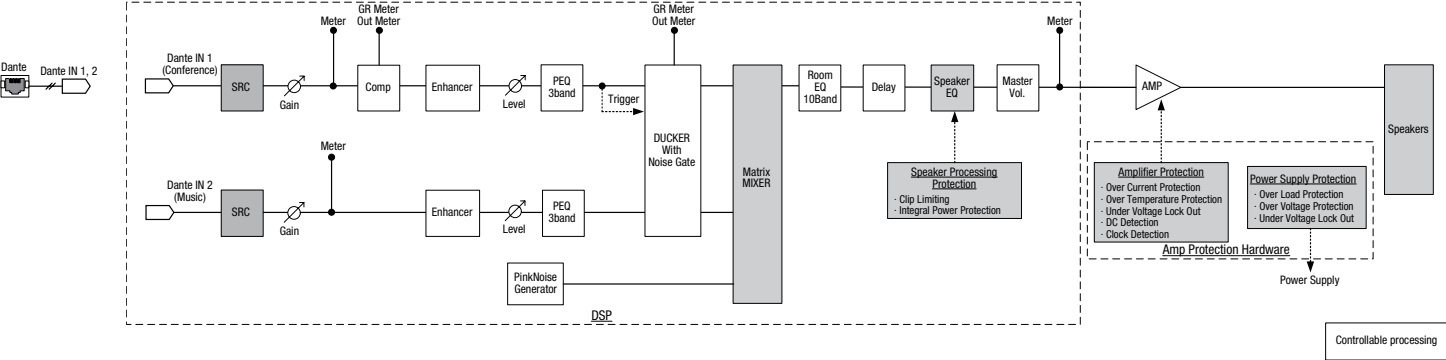 Dante
Dante IN 1, 2
Dante IN 1
(Conference)
SRC
Gain
Meter
GR Meter
Out Meter
Comp
Enhancer
Level
PEQ
3band
Trigger
GR Meter
Out Meter
DUCKER
With
Noise Gate
Matrix
MIXER
Room
EQ
10Band
Delay
Speaker
EQ
Master
Vol.
Meter
AMP
Speakers
Dante IN 2
(Music)
SRC
Gain
Meter
Enhancer
Level
PEQ
3band
PinkNoise
Generator
Speaker Processing
Protection
· Clip Limiting
· Integral Power Protection
Amplifier Protection
· Over Current Protection
· Over Temperature Protection
· Under Voltage Lock Out
· DC Detection
· Clock Detection
Power Supply Protection
· Over Load Protection
· Over Voltage Protection
· Under Voltage Lock Out
Amp Protection Hardware
Power Supply
DSP
Controllable processing